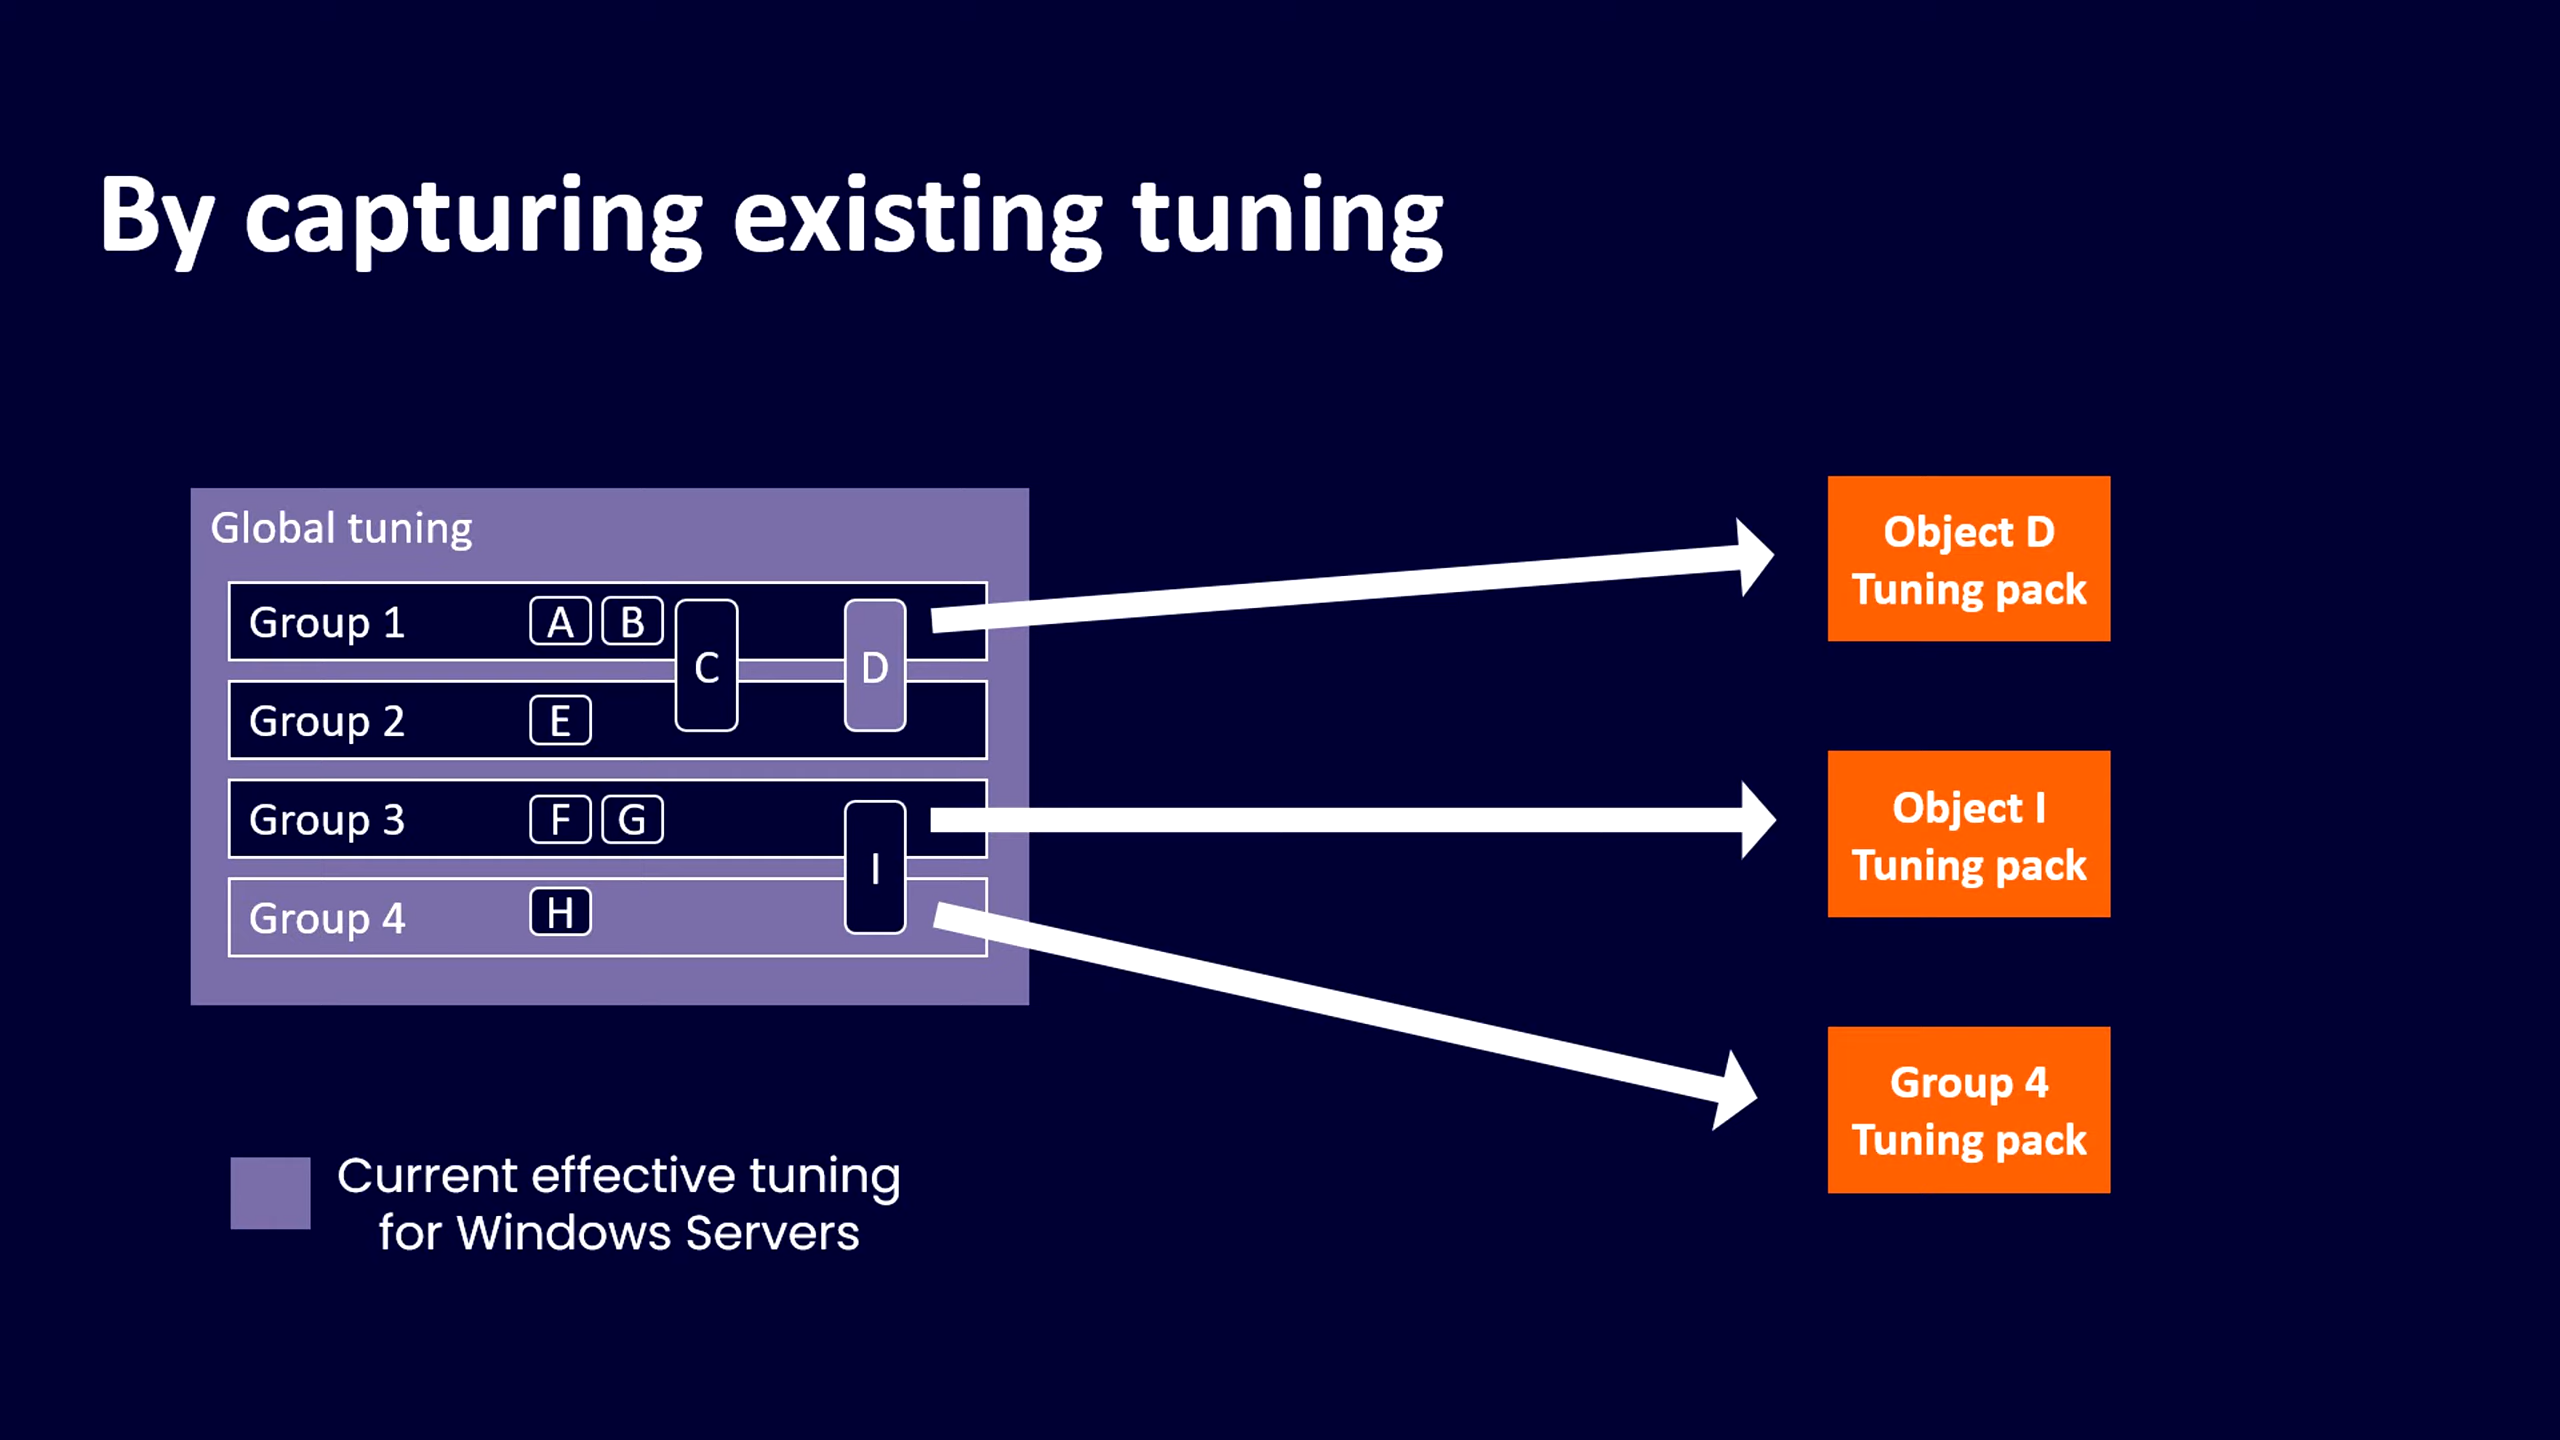 By capturing existing tuning
Global tuning
Group 1 A B
C D
Group 2 E
Group 3 F G
I
Group 4 H
Object D
Tuning pack
Object I
Tuning pack
Group 4
Tuning pack
Current effective tuning
for Windows Servers